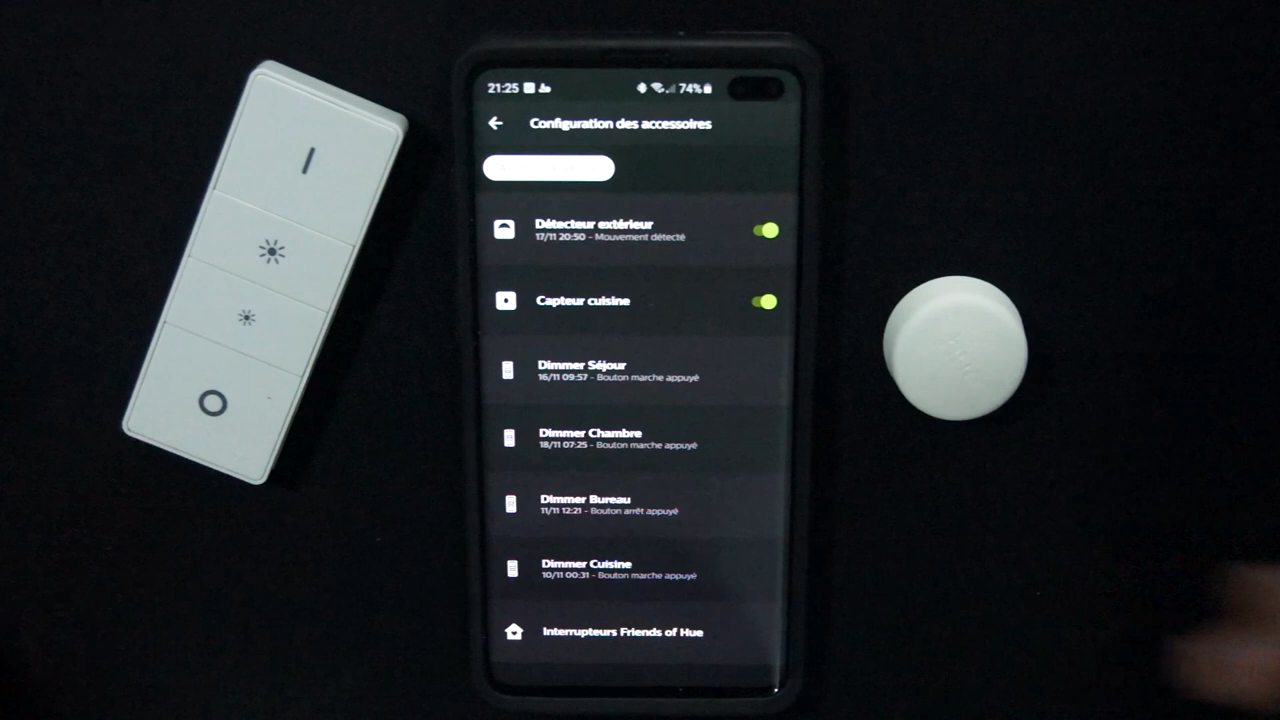 21:25
74%
Configuration des accessoires
Détecteur extérieur
17/11 20:50 - Mouvement détecté
Capteur cuisine
Dimmer Séjour
16/11 09:57 - Bouton marche appuyé
Dimmer Chambre
18/11 07:25 - Bouton marche appuyé
Dimmer Bureau
11/11 12:21 - Bouton arrêt appuyé
Dimmer Cuisine
10/11 00:31 - Bouton marche appuyé
Interrupteurs Friends of Hue